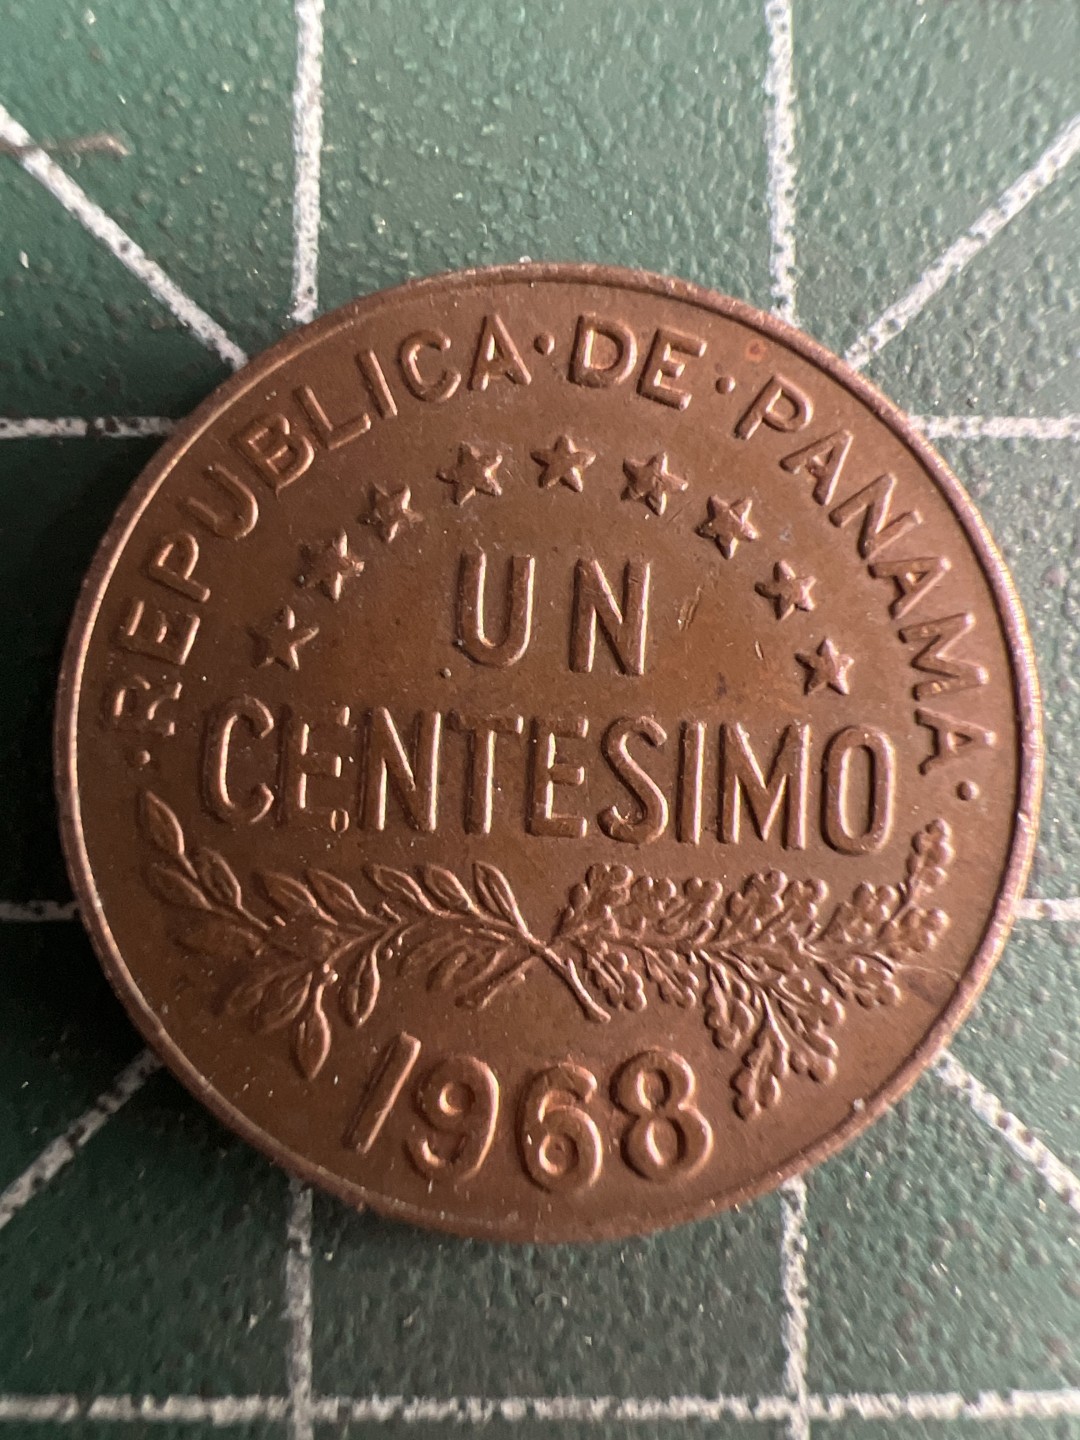 ·REPUBLICA·DE·PANAMA·
UN
CENTESIMO
1968